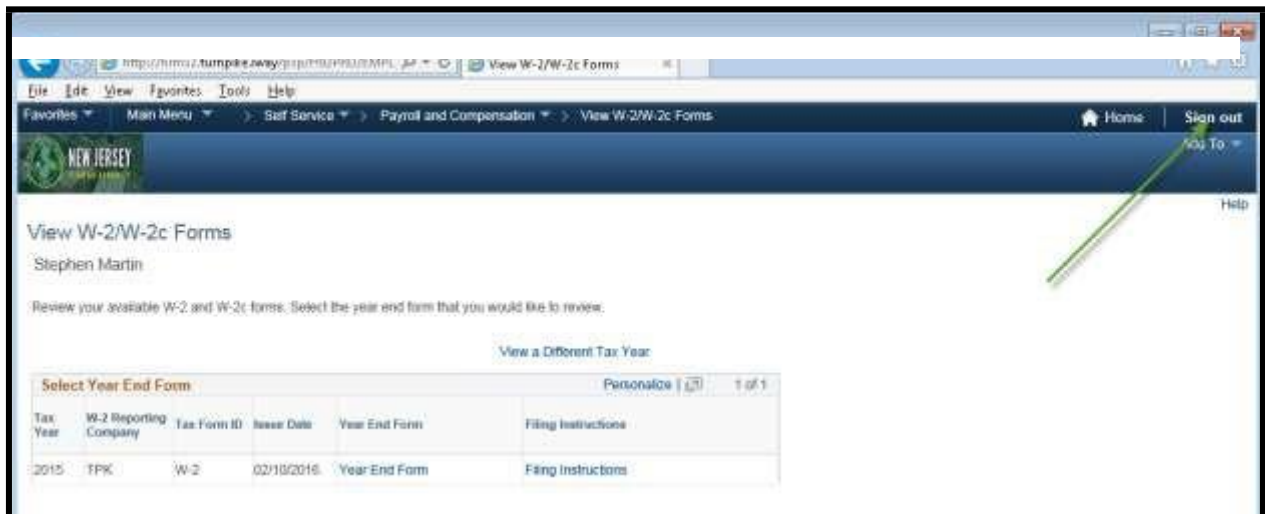 View W-2/W-2c Forms
File Edit View Favorites Tools Help
Favorites Main Menu > Self Service > Payroll and Compensation > View W-2/W-2c Forms Home Sign out
NEW JERSEY
To
Help
View W-2/W-2c Forms
Stephen Martin
Review your available W-2 and W-2c forms. Select the year end form that you would like to review.
View a Different Tax Year
Select Year End Form Personalize | 1 of 1
Tax Year W-2 Reporting Company Tax Form ID Issue Date Year End Form Filing Instructions
2015 TPK W-2 02/10/2016 Year End Form Filing Instructions